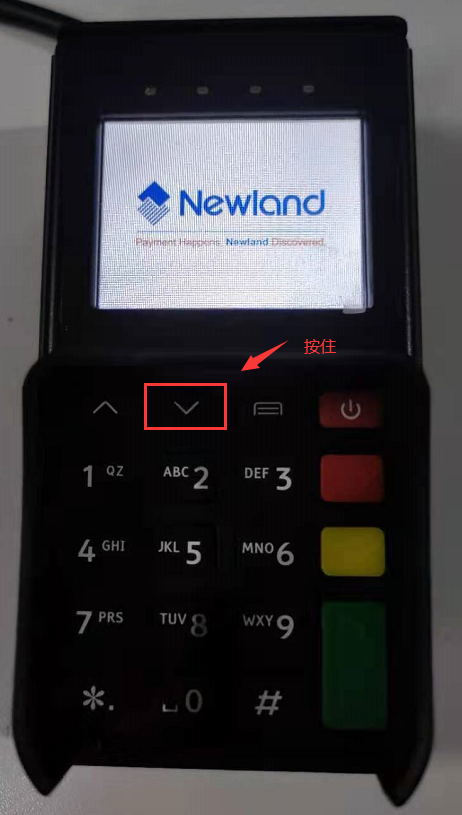 Newland
Payment Happens. Newland Discovered.
按住
1 QZ ABC 2 DEF 3
4 GHI JKL 5 MNO 6
7 PRS TUV 8 WXY 9
*. ⎵0 #